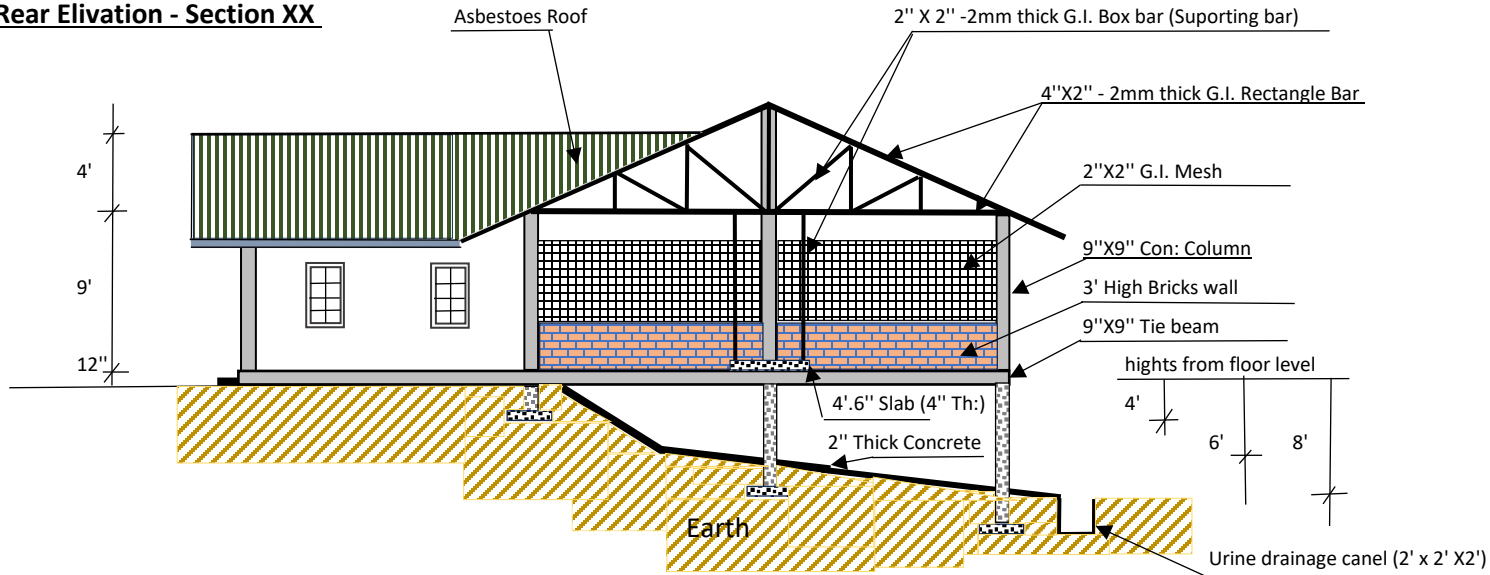 Rear Elivation - Section XX
Asbestoes Roof
2'' X 2'' -2mm thick G.I. Box bar (Suporting bar)
4''X2'' - 2mm thick G.I. Rectangle Bar
4'
2''X2'' G.I. Mesh
9''X9'' Con: Column
9'
3' High Bricks wall
9''X9'' Tie beam
12''
hights from floor level
4'.6'' Slab (4'' Th:)
4'
2'' Thick Concrete
6'
8'
Earth
Urine drainage canel (2' x 2' X2')